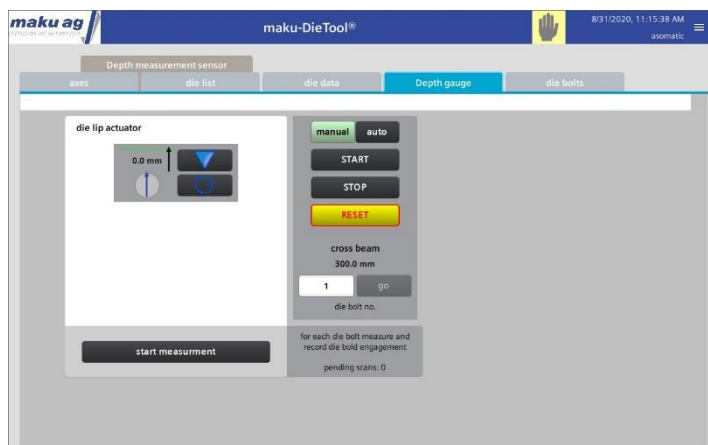 maku ag
maku-DieTool®
8/31/2020, 11:15:38 AM
asomatic
Depth measurement sensor
axes
die list
die data
Depth gauge
die bolts
die lip actuator
0.0 mm
manual
auto
START
STOP
RESET
cross beam
300.0 mm
1
go
die bolt no.
start measurment
for each die bolt measure and
record die bold engagement
pending scans: 0